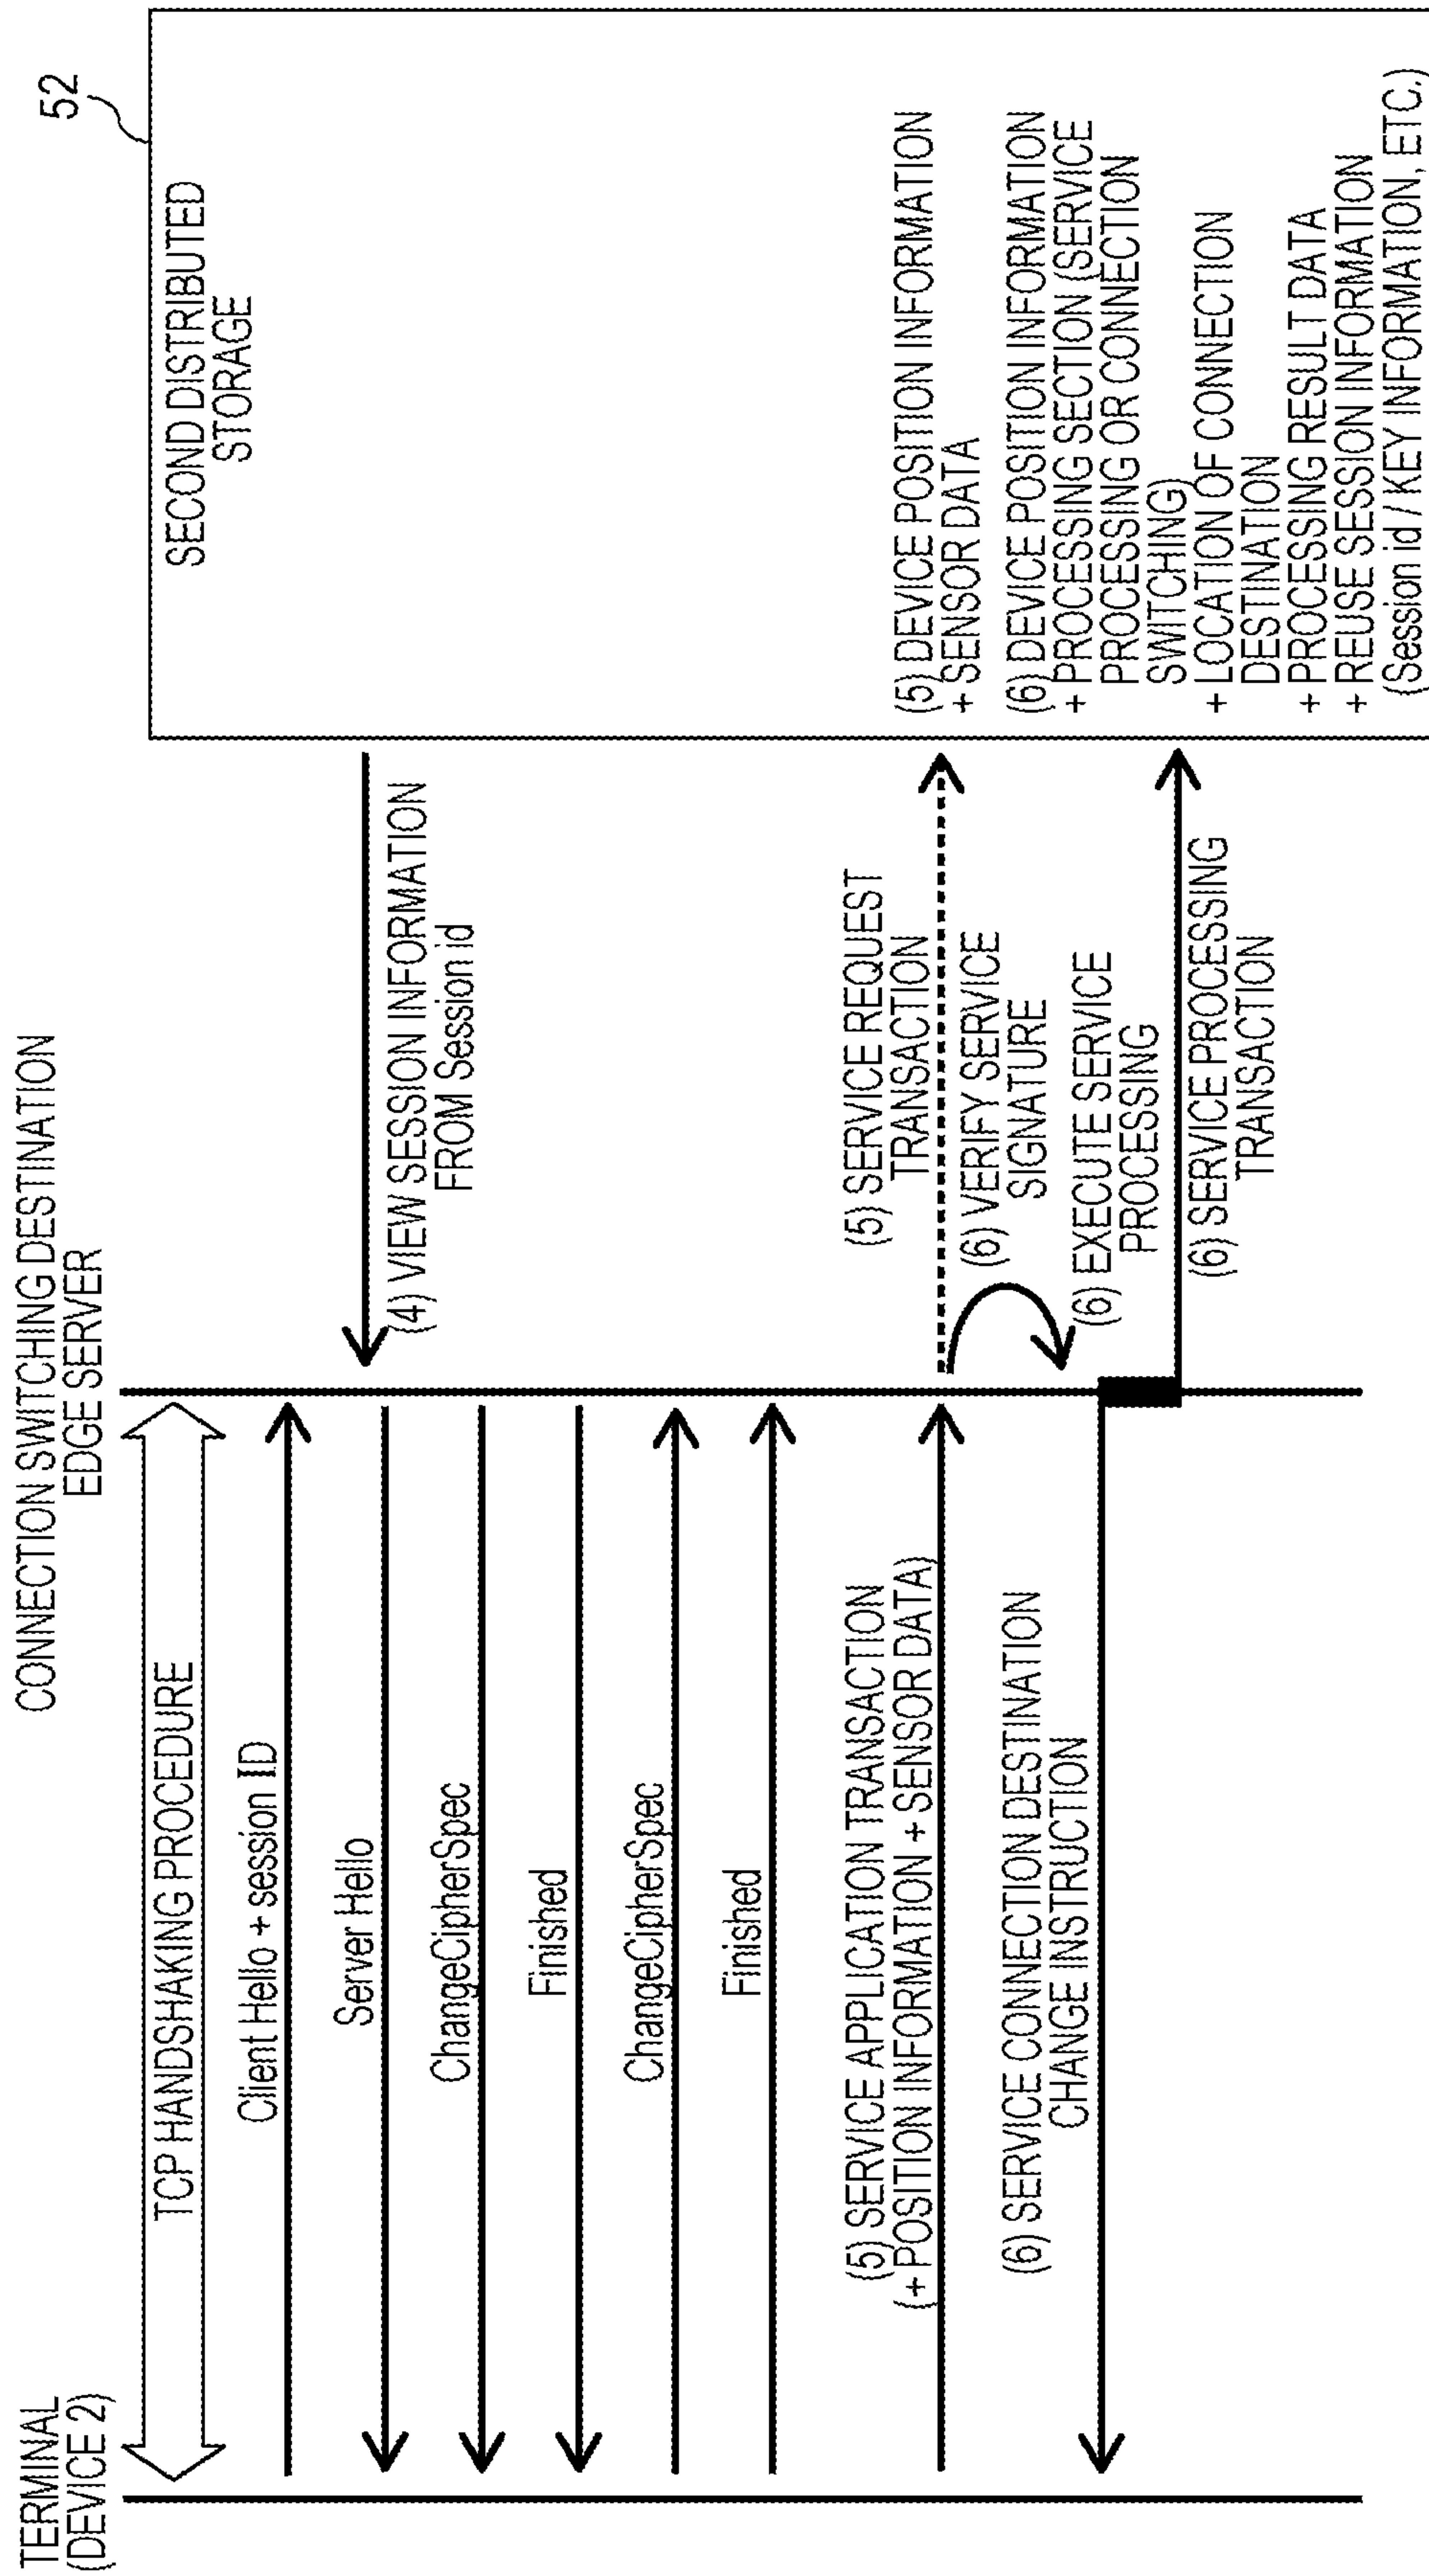 TERMINAL
(DEVICE 2)
CONNECTION SWITCHING DESTINATION
EDGE SERVER
52
SECOND DISTRIBUTED
STORAGE
TCP HANDSHAKING PROCEDURE
Client Hello + session ID
Server Hello
(4) VIEW SESSION INFORMATION
FROM Session id
ChangeCipherSpec
Finished
ChangeCipherSpec
Finished
(5) SERVICE APPLICATION TRANSACTION
(+ POSITION INFORMATION + SENSOR DATA)
(5) SERVICE REQUEST
TRANSACTION
(5) DEVICE POSITION INFORMATION
+ SENSOR DATA
(6) VERIFY SERVICE
SIGNATURE
(6) SERVICE CONNECTION DESTINATION
CHANGE INSTRUCTION
(6) EXECUTE SERVICE
PROCESSING
(6) SERVICE PROCESSING
TRANSACTION
(6) DEVICE POSITION INFORMATION
+ PROCESSING SECTION (SERVICE
PROCESSING OR CONNECTION
SWITCHING)
+ LOCATION OF CONNECTION
DESTINATION
+ PROCESSING RESULT DATA
+ REUSE SESSION INFORMATION
(Session id / KEY INFORMATION, ETC.)